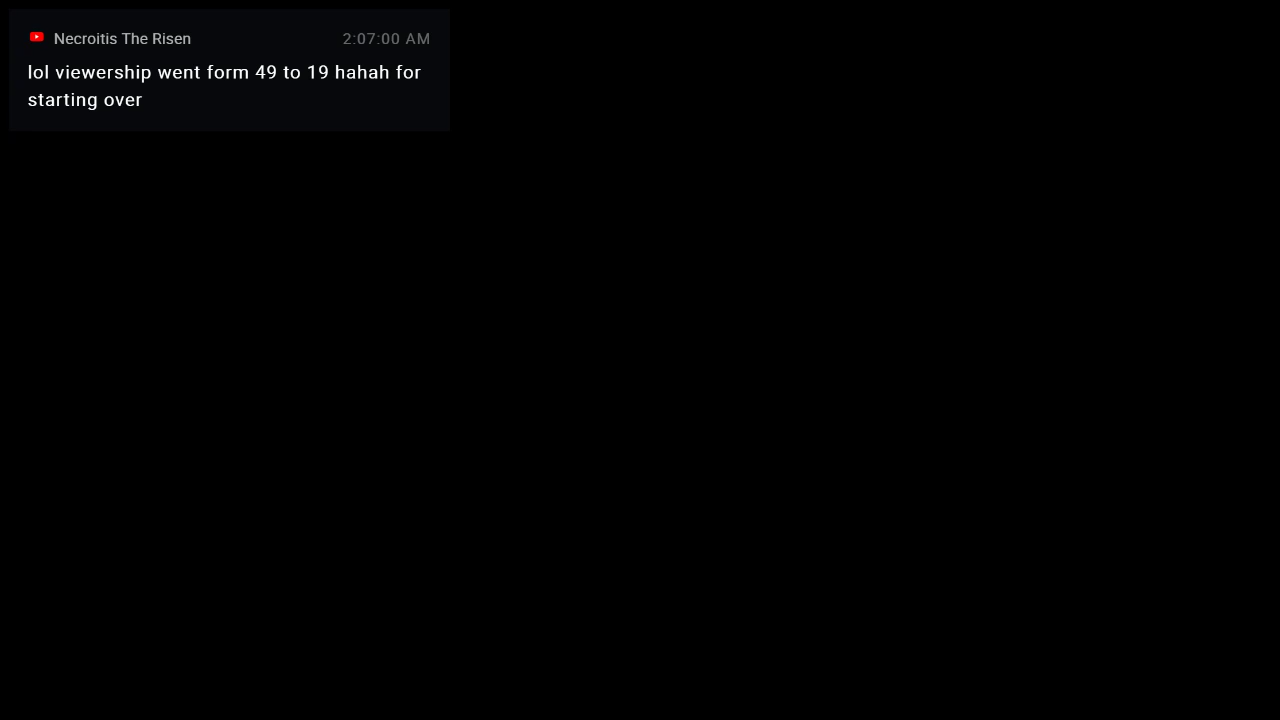 Necroitis The Risen 2:07:00 AM
lol viewership went form 49 to 19 hahah for
starting over